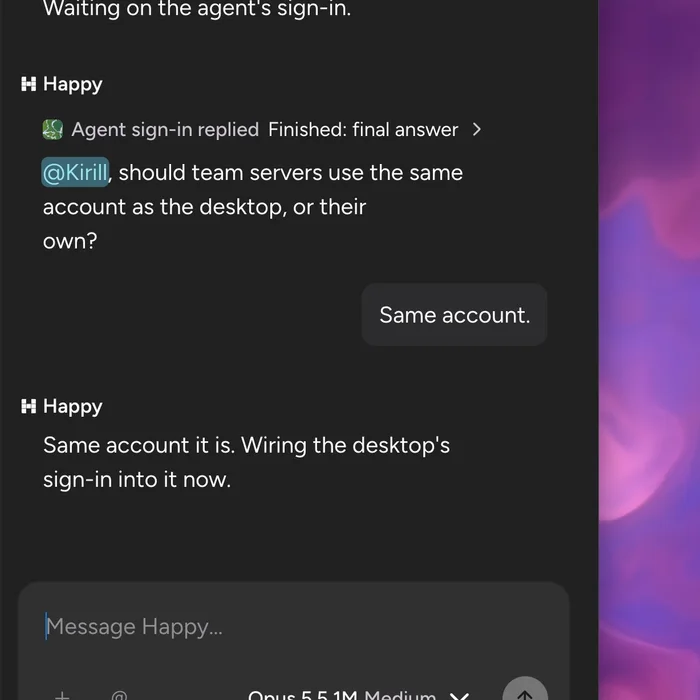 Waiting on the agent's sign-in.
Happy
Agent sign-in replied Finished: final answer
@Kirill, should team servers use the same
account as the desktop, or their
own?
Same account.
Happy
Same account it is. Wiring the desktop's
sign-in into it now.
Message Happy...
@
Opus 5.5 1M Medium